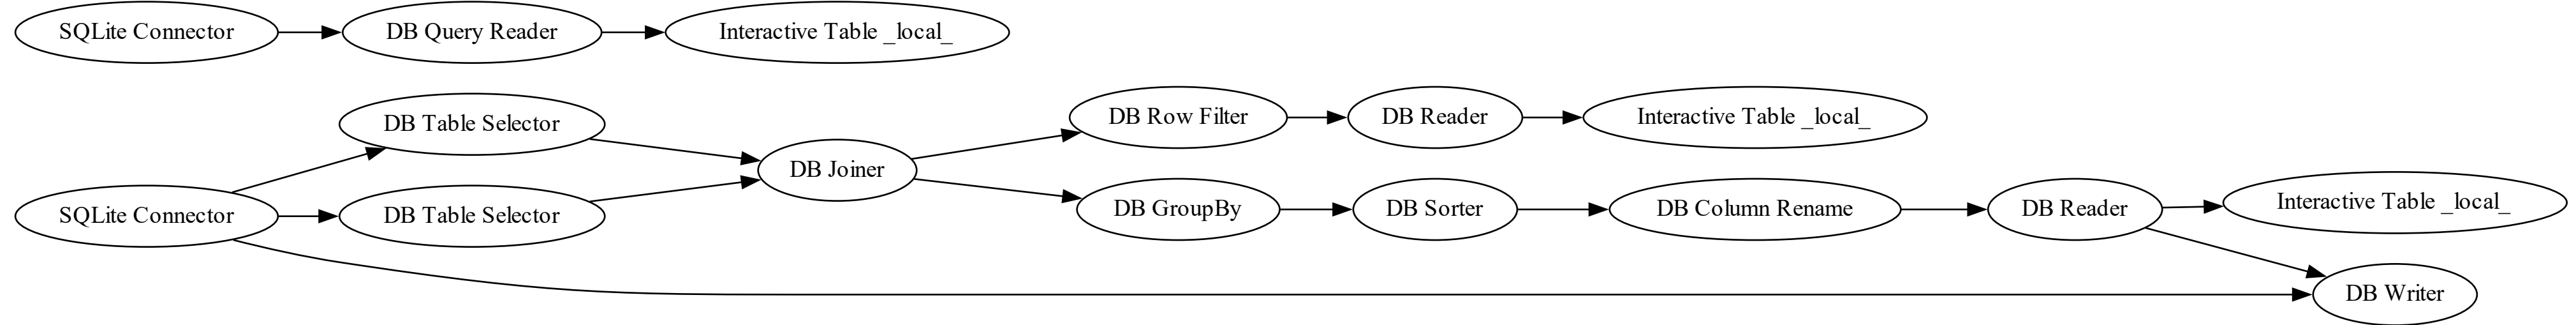 SQLite Connector
DB Query Reader
Interactive Table _local_
DB Table Selector
DB Row Filter
DB Reader
Interactive Table _local_
DB Joiner
SQLite Connector
DB Table Selector
DB GroupBy
DB Sorter
DB Column Rename
DB Reader
Interactive Table _local_
DB Writer